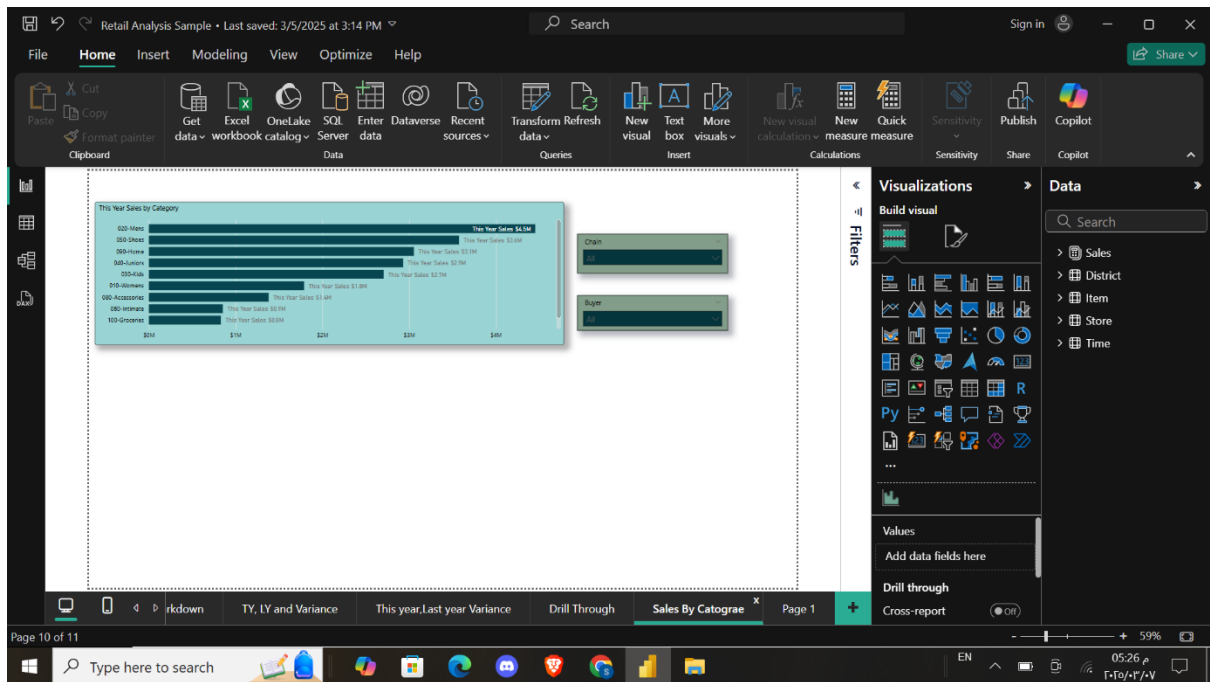 Retail Analysis Sample • Last saved: 3/5/2025 at 3:14 PM
Search
Sign in
File Home Insert Modeling View Optimize Help
Share
Paste
Cut
Copy
Format painter
Clipboard
Get data
Excel workbook
OneLake catalog
SQL Server
Enter data
Dataverse
Recent sources
Data
Transform data
Refresh
Queries
New visual
Text box
More visuals
Insert
New visual calculation
New measure
Quick measure
Calculations
Sensitivity
Sensitivity
Publish
Share
Copilot
Copilot
This Year Sales by Category
020-Mens This Year Sales $4.5M
050-Shoes This Year Sales $3.6M
090-Home This Year Sales $3.1M
040-Juniors This Year Sales $2.9M
030-Kids This Year Sales $2.7M
010-Womens This Year Sales $1.8M
080-Accessories This Year Sales $1.4M
060-Intimate This Year Sales $0.9M
100-Groceries This Year Sales $0.8M
$0M $1M $2M $3M $4M
Chain
All
Buyer
All
Filters
Visualizations
Build visual
123
R
Py
...
Values
Add data fields here
Drill through
Cross-report
Off
Data
Search
Sales
District
Item
Store
Time
rkdown TY, LY and Variance This year,Last year Variance Drill Through Sales By Catograe x Page 1 +
Page 10 of 11
- + 59%
Type here to search
EN
05:26 م
٢٠٢٥/٠٣/٠٧